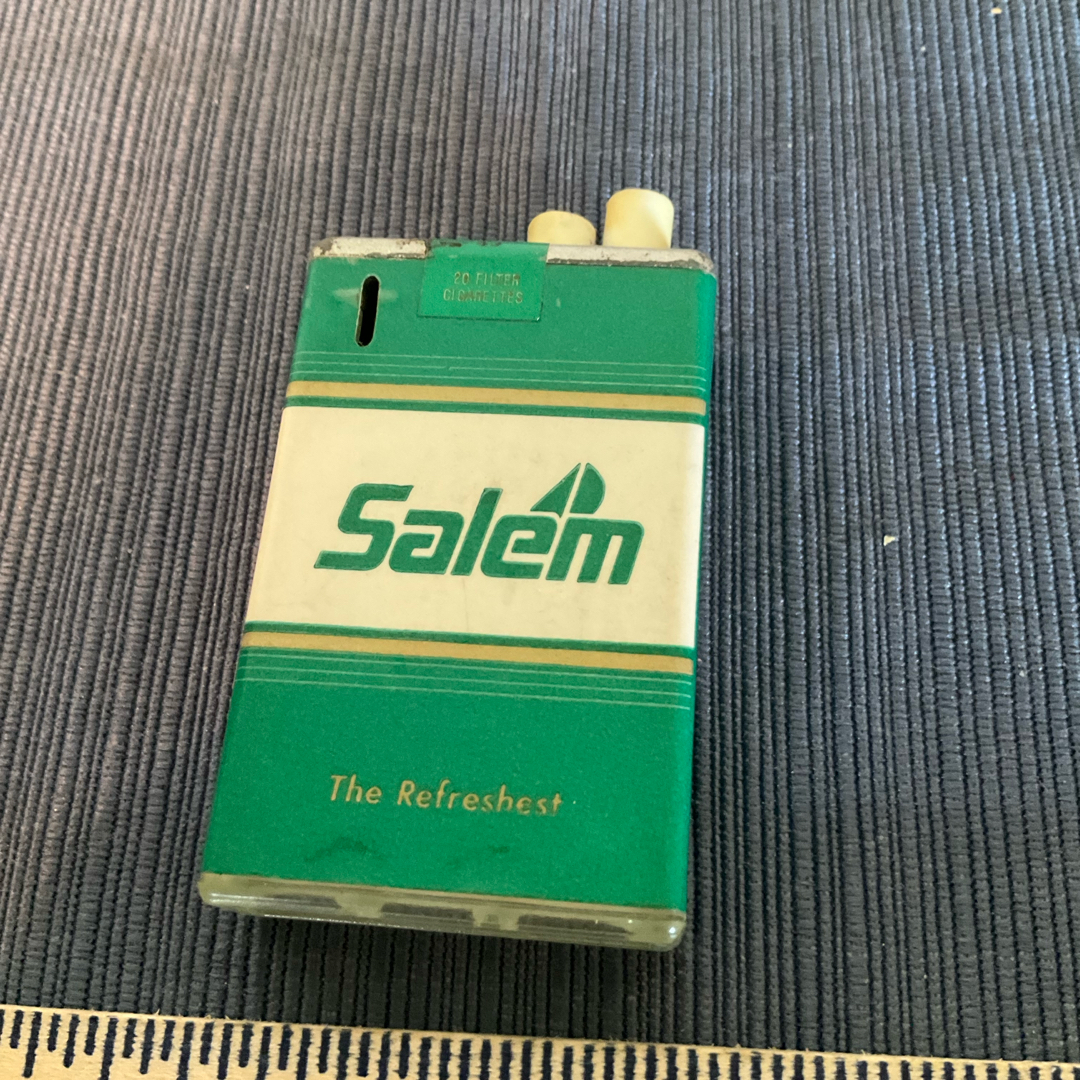 20 FILTER
CIGARETTES
Salem
The Refreshest